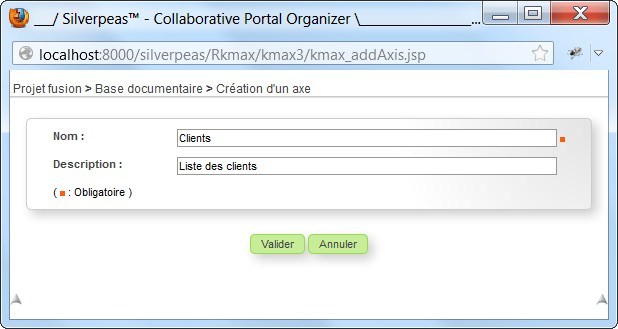 ___/ Silverpeas™ - Collaborative Portal Organizer \___________________...
localhost:8000/silverpeas/Rkmax/kmax3/kmax_addAxis.jsp
Projet fusion > Base documentaire > Création d'un axe
Nom : Clients
Description : Liste des clients
( : Obligatoire )
Valider Annuler